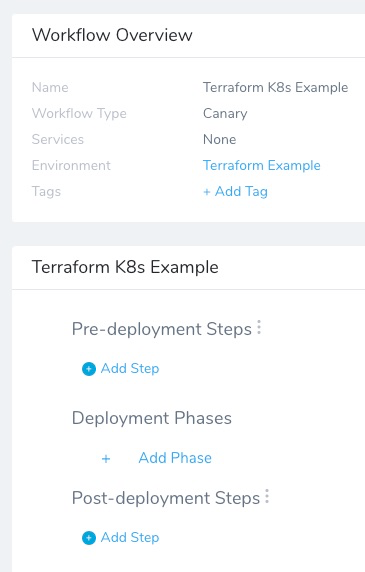 Workflow Overview
Name Terraform K8s Example
Workflow Type Canary
Services None
Environment Terraform Example
Tags + Add Tag
Terraform K8s Example
Pre-deployment Steps
+ Add Step
Deployment Phases
+ Add Phase
Post-deployment Steps
+ Add Step